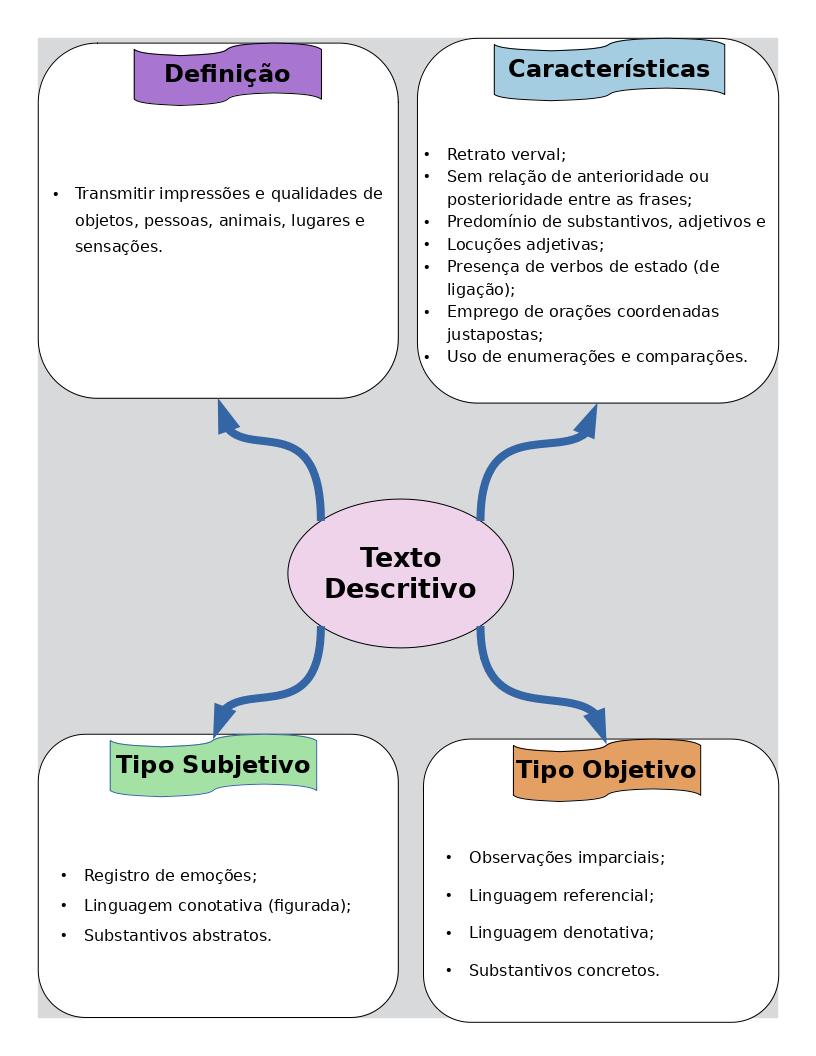 Definição
• Transmitir impressões e qualidades de
objetos, pessoas, animais, lugares e
sensações.
Características
• Retrato verval;
• Sem relação de anterioridade ou
posterioridade entre as frases;
• Predomínio de substantivos, adjetivos e
• Locuções adjetivas;
• Presença de verbos de estado (de
ligação);
• Emprego de orações coordenadas
justapostas;
• Uso de enumerações e comparações.
Texto
Descritivo
Tipo Subjetivo
• Registro de emoções;
• Linguagem conotativa (figurada);
• Substantivos abstratos.
Tipo Objetivo
• Observações imparciais;
• Linguagem referencial;
• Linguagem denotativa;
• Substantivos concretos.